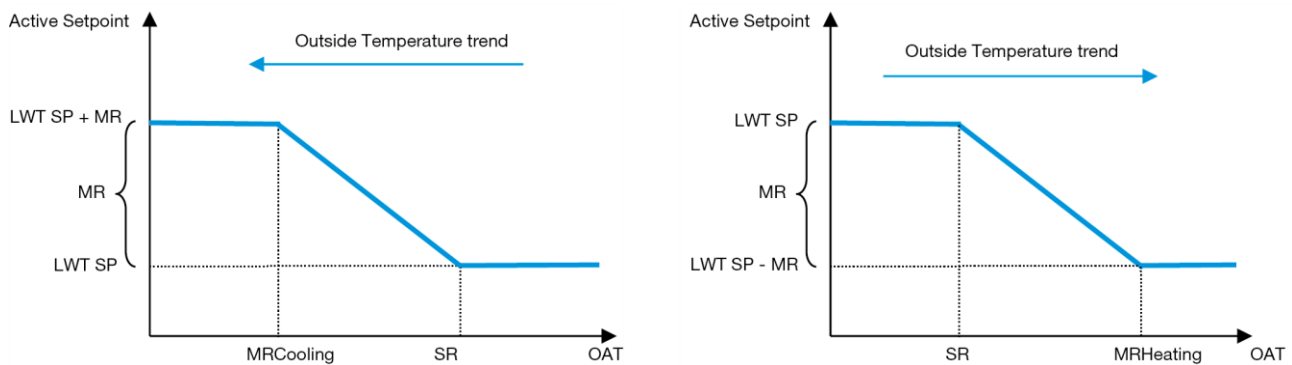 Active Setpoint
Outside Temperature trend
LWT SP + MR
MR
LWT SP
MRCooling
SR
OAT
Active Setpoint
Outside Temperature trend
LWT SP
MR
LWT SP - MR
SR
MRHeating
OAT